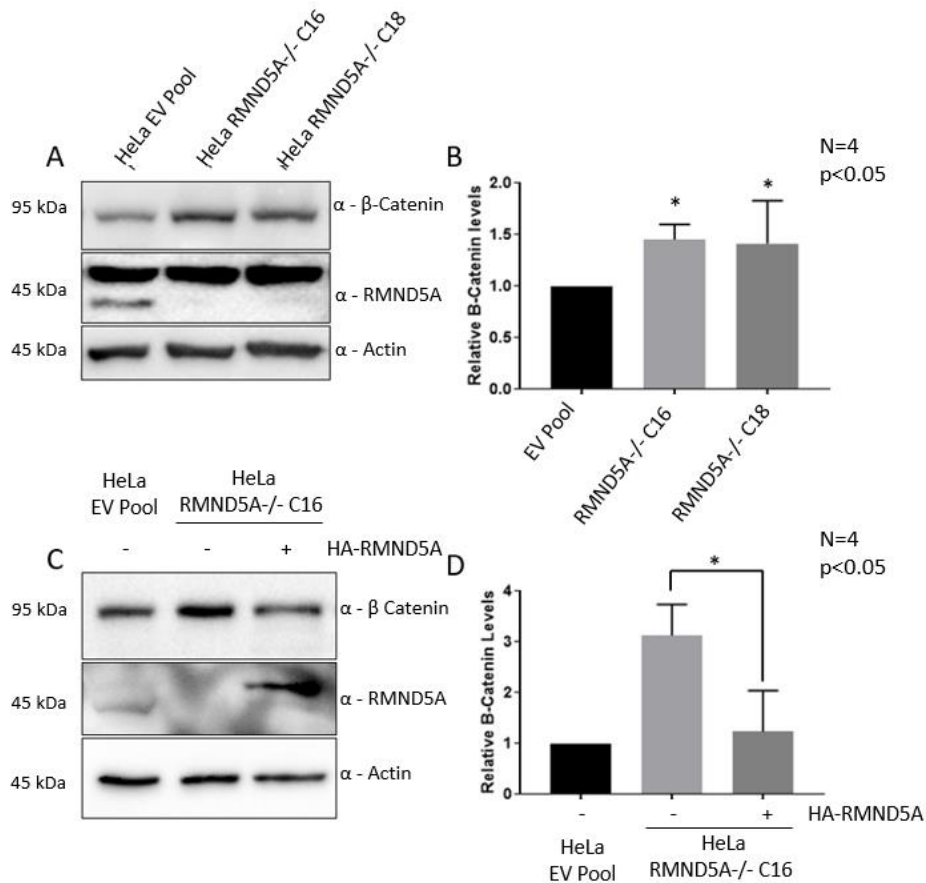 HeLa EV Pool
HeLa RMND5A-/- C16
HeLa RMND5A-/- C18
A
95 kDa
α - β-Catenin
45 kDa
α - RMND5A
45 kDa
α - Actin
B
N=4
p<0.05
Relative B-Catenin levels
2.0
1.5
1.0
0.5
0.0
*
*
EV Pool
RMND5A-/- C16
RMND5A-/- C18
HeLa
EV Pool
HeLa
RMND5A-/- C16
- - + HA-RMND5A
C
95 kDa
α - β Catenin
45 kDa
α - RMND5A
45 kDa
α - Actin
D
N=4
p<0.05
Relative B-Catenin Levels
4
3
2
1
0
*
- - + HA-RMND5A
HeLa
EV Pool
HeLa
RMND5A-/- C16